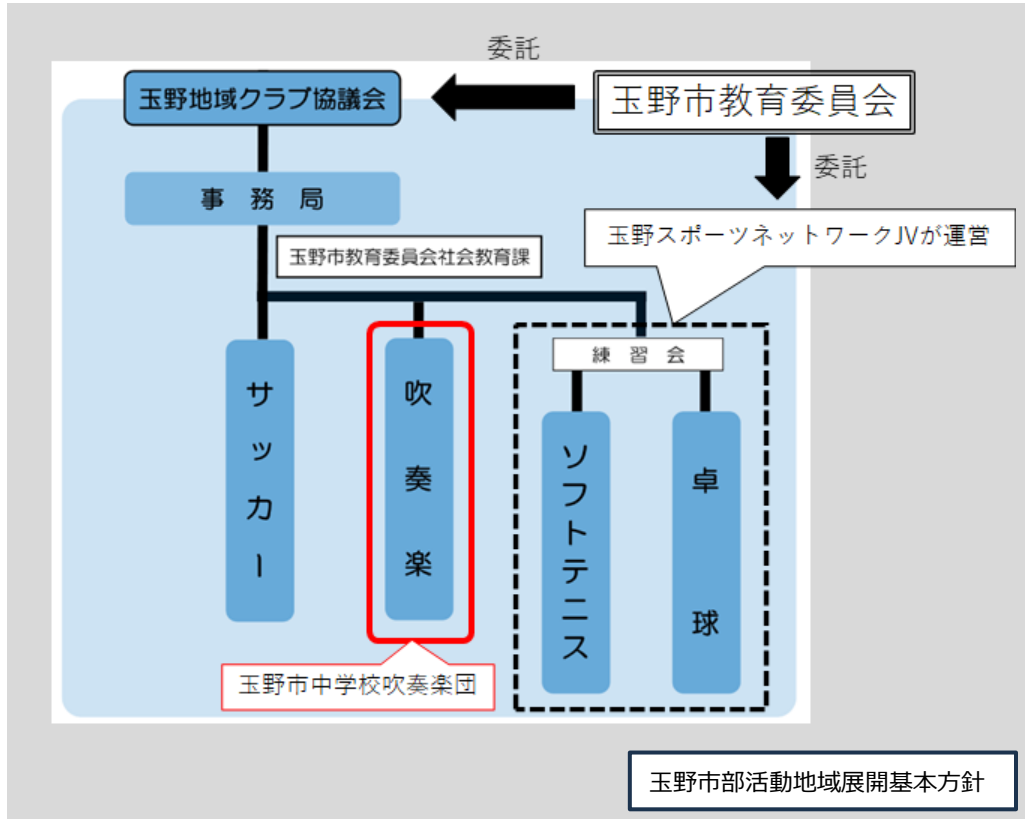 委託
玉野地域クラブ協議会
玉野市教育委員会
委託
事務局
玉野スポーツネットワークJVが運営
玉野市教育委員会社会教育課
練習会
サッカー
吹奏楽
ソフトテニス
卓球
玉野市中学校吹奏楽団
玉野市部活動地域展開基本方針